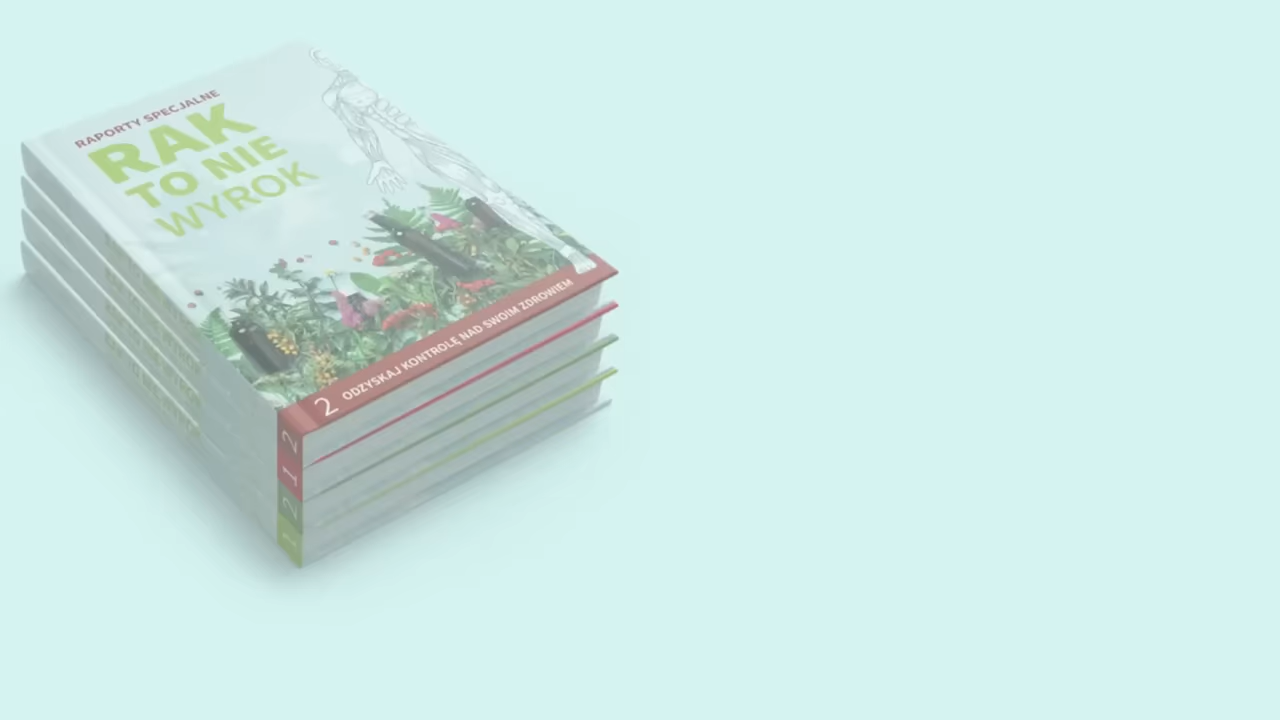 RAPORTY SPECJALNE
RAK
TO NIE
WYROK
2 ODZYSKAJ KONTROLĘ NAD SWOIM ZDROWIEM
2
1
2
1